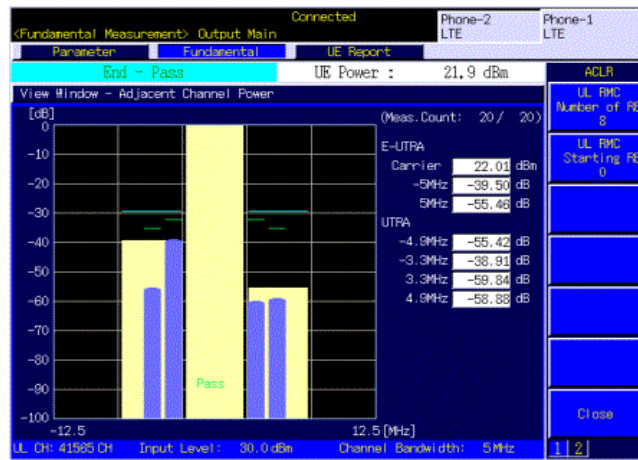 Connected
<Fundamental Measurement> Output Main
Phone-2
LTE
Phone-1
LTE
Parameter Fundamental UE Report
End - Pass UE Power : 21.9 dBm
ACLR
View Window - Adjacent Channel Power
UL RMC
Number of RB
8
[dB] (Meas.Count: 20/ 20)
0
-10
-20
-30
-40
-50
-60
-70
-80
-90
-100
E-UTRA
Carrier 22.01 dBm
-5MHz -39.50 dB
5MHz -55.46 dB
UTRA
-4.9MHz -55.42 dB
-3.3MHz -38.91 dB
3.3MHz -59.84 dB
4.9MHz -58.88 dB
UL RMC
Starting RB
0
Pass
-12.5 12.5 [MHz]
Close
UL CH: 41565 CH Input Level: 30.0 dBm Channel Bandwidth: 5 MHz
1 2